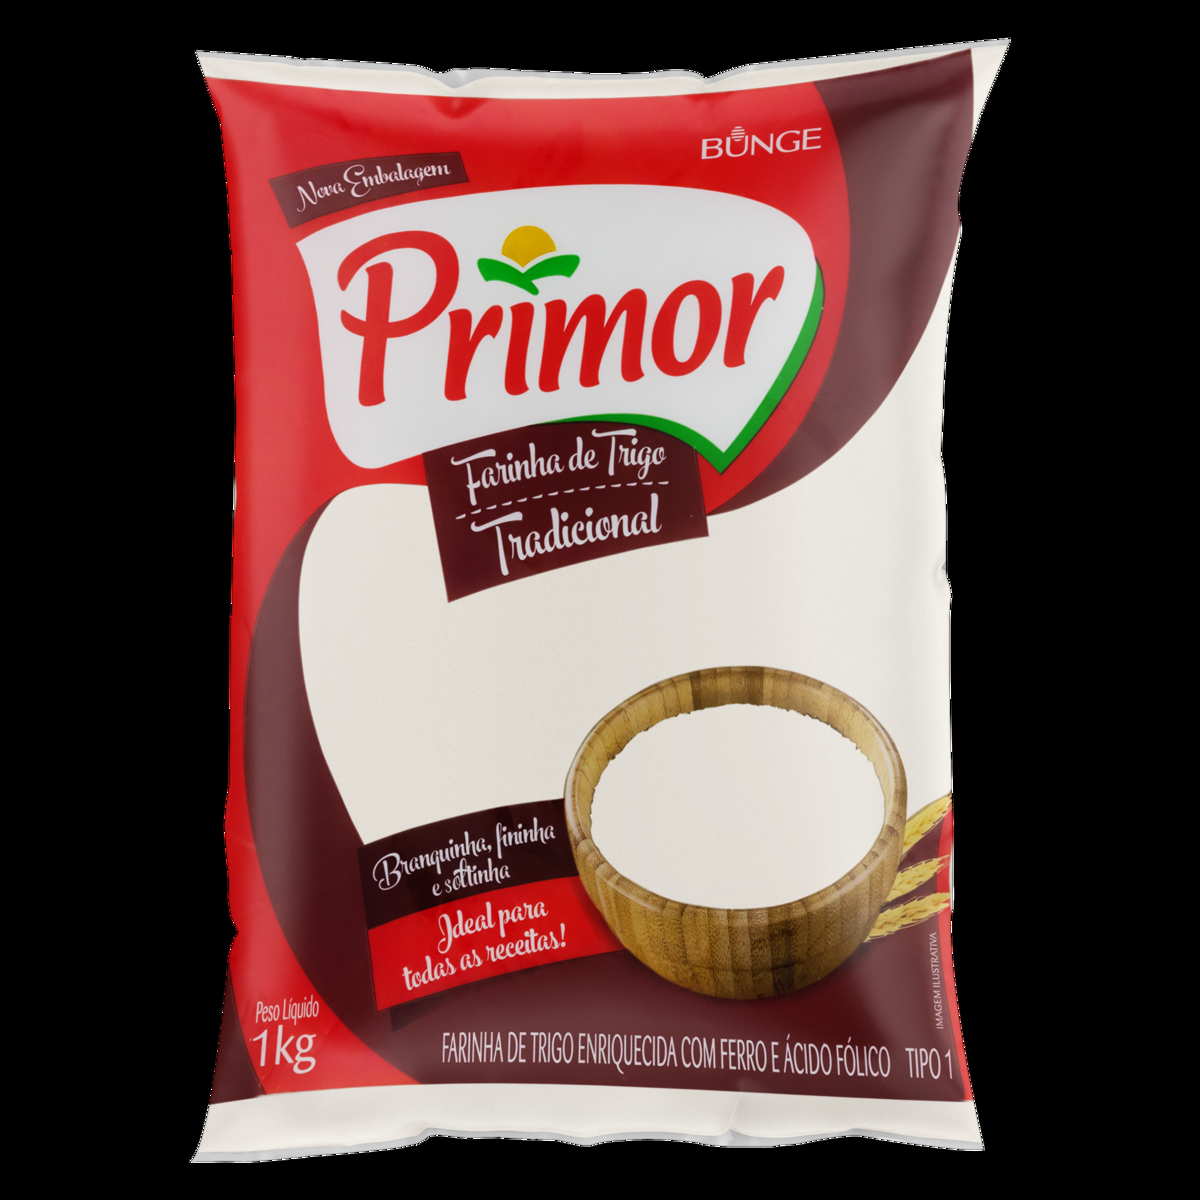 BUNGE
Nova Embalagem
Primor
Farinha de Trigo
Tradicional
Branquinha, fininha
e soltinha
Ideal para
todas as receitas!
IMAGEM ILUSTRATIVA
Peso Líquido
1kg
FARINHA DE TRIGO ENRIQUECIDA COM FERRO E ÁCIDO FÓLICO TIPO 1